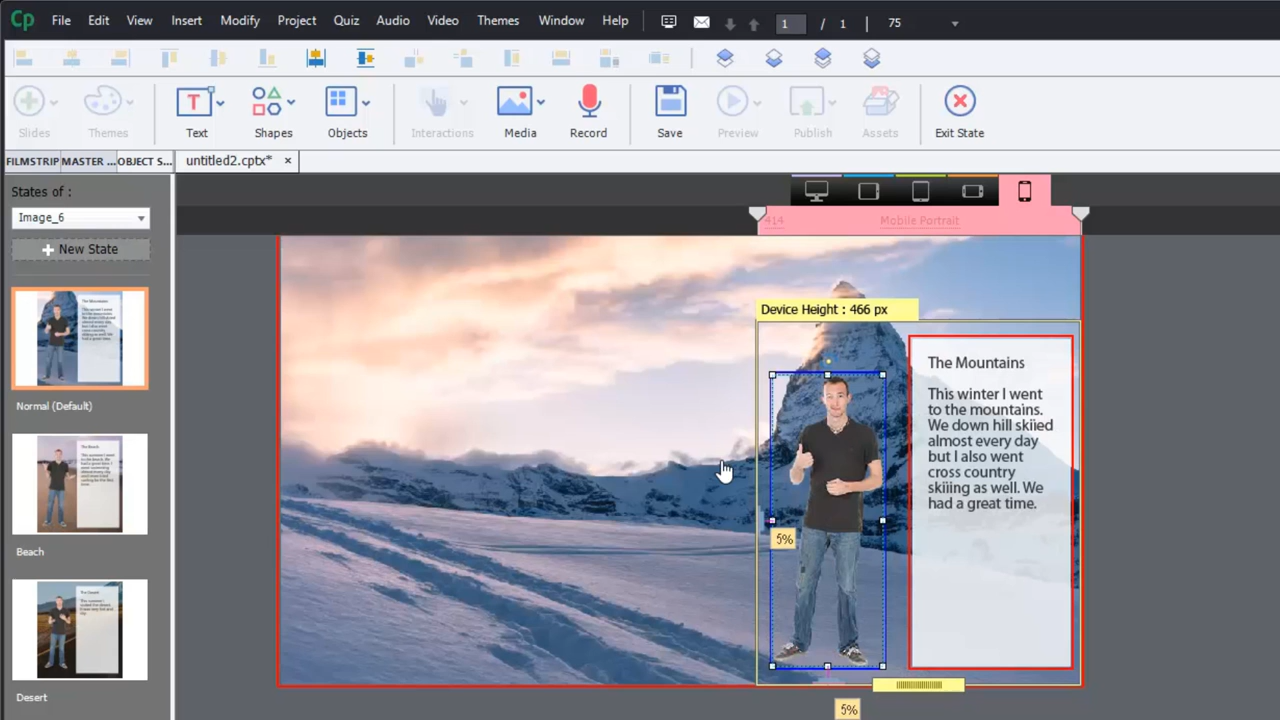 Cp File Edit View Insert Modify Project Quiz Audio Video Themes Window Help 1 / 1 75
Slides Themes Text Shapes Objects Interactions Media Record Save Preview Publish Assets Exit State
FILMSTRIP MASTER ... OBJECT S... untitled2.cptx* ×
States of :
Image_6
+ New State
Normal (Default)
Beach
Desert
414 Mobile Portrait
Device Height : 466 px
The Mountains
This winter I went
to the mountains.
We down hill skiied
almost every day
but I also went
cross country
skiiing as well. We
had a great time.
5%
5%